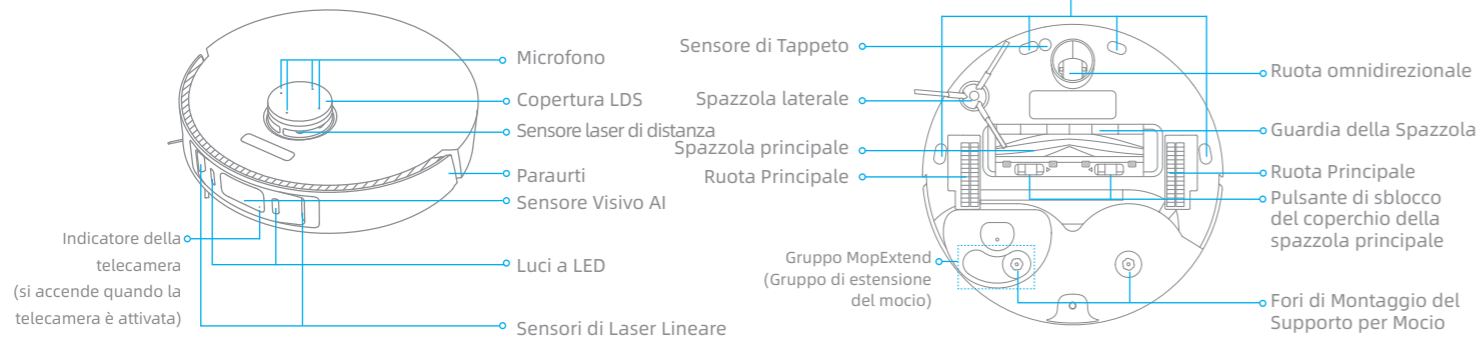 Microfono
Copertura LDS
Sensore laser di distanza
Paraurti
Sensore Visivo AI
Indicatore della
telecamera
(si accende quando la
telecamera è attivata)
Luci a LED
Sensori di Laser Lineare
Sensore di Tappeto
Spazzola laterale
Spazzola principale
Ruota Principale
Gruppo MopExtend
(Gruppo di estensione
del mocio)
Ruota omnidirezionale
Guardia della Spazzola
Ruota Principale
Pulsante di sblocco
del coperchio della
spazzola principale
Fori di Montaggio del
Supporto per Mocio